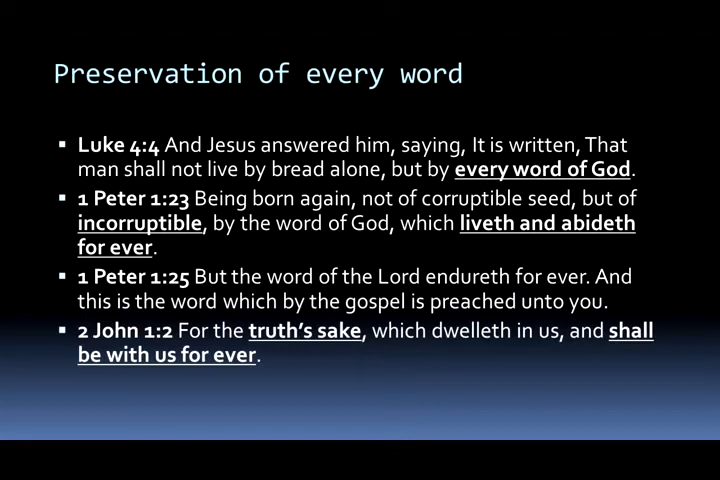 Preservation of every word
▪ Luke 4:4 And Jesus answered him, saying, It is written, That
man shall not live by bread alone, but by every word of God.
▪ 1 Peter 1:23 Being born again, not of corruptible seed, but of
incorruptible, by the word of God, which liveth and abideth
for ever.
▪ 1 Peter 1:25 But the word of the Lord endureth for ever. And
this is the word which by the gospel is preached unto you.
▪ 2 John 1:2 For the truth's sake, which dwelleth in us, and shall
be with us for ever.